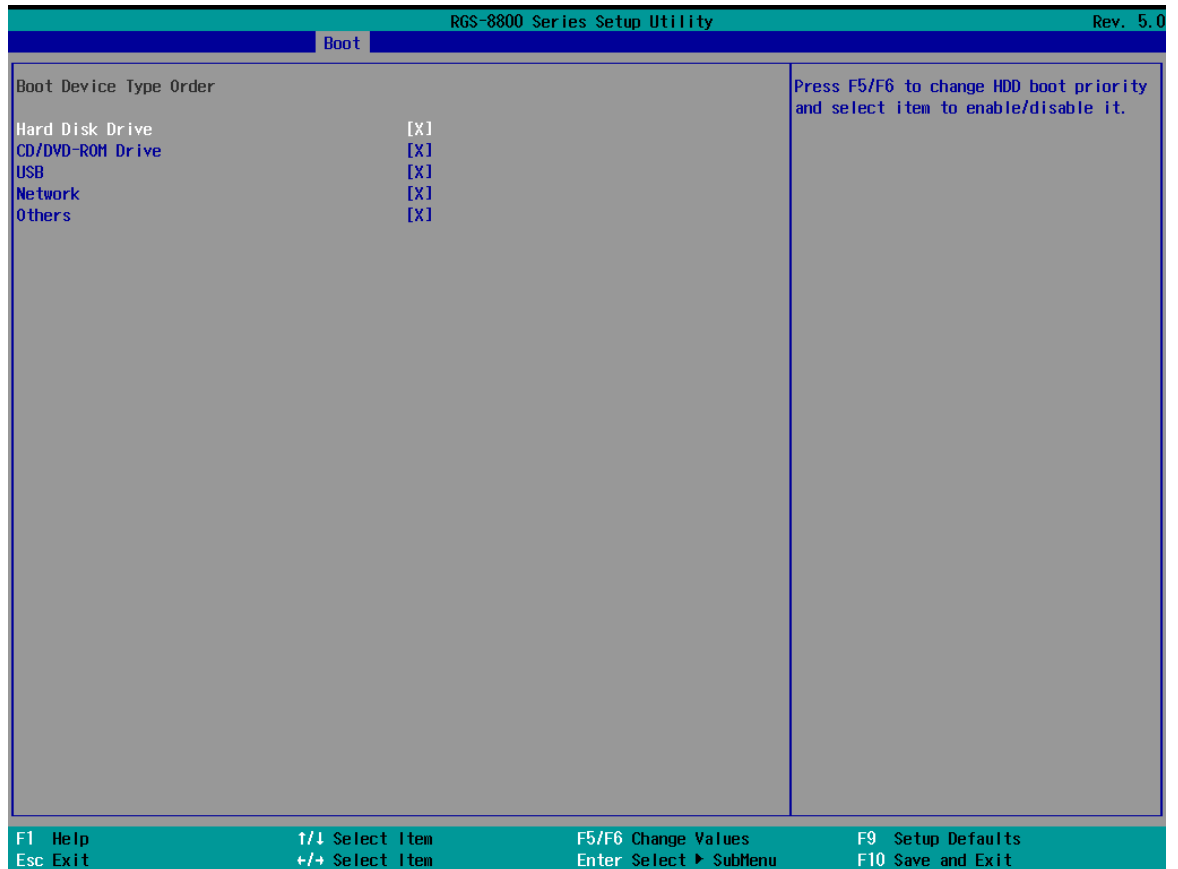 RGS-8800 Series Setup Utility Rev. 5.0
Boot
Boot Device Type Order
Press F5/F6 to change HDD boot priority
and select item to enable/disable it.
Hard Disk Drive [X]
CD/DVD-ROM Drive [X]
USB [X]
Network [X]
Others [X]
F1 Help ↑/↓ Select Item F5/F6 Change Values F9 Setup Defaults
Esc Exit ←/→ Select Item Enter Select ▶ SubMenu F10 Save and Exit